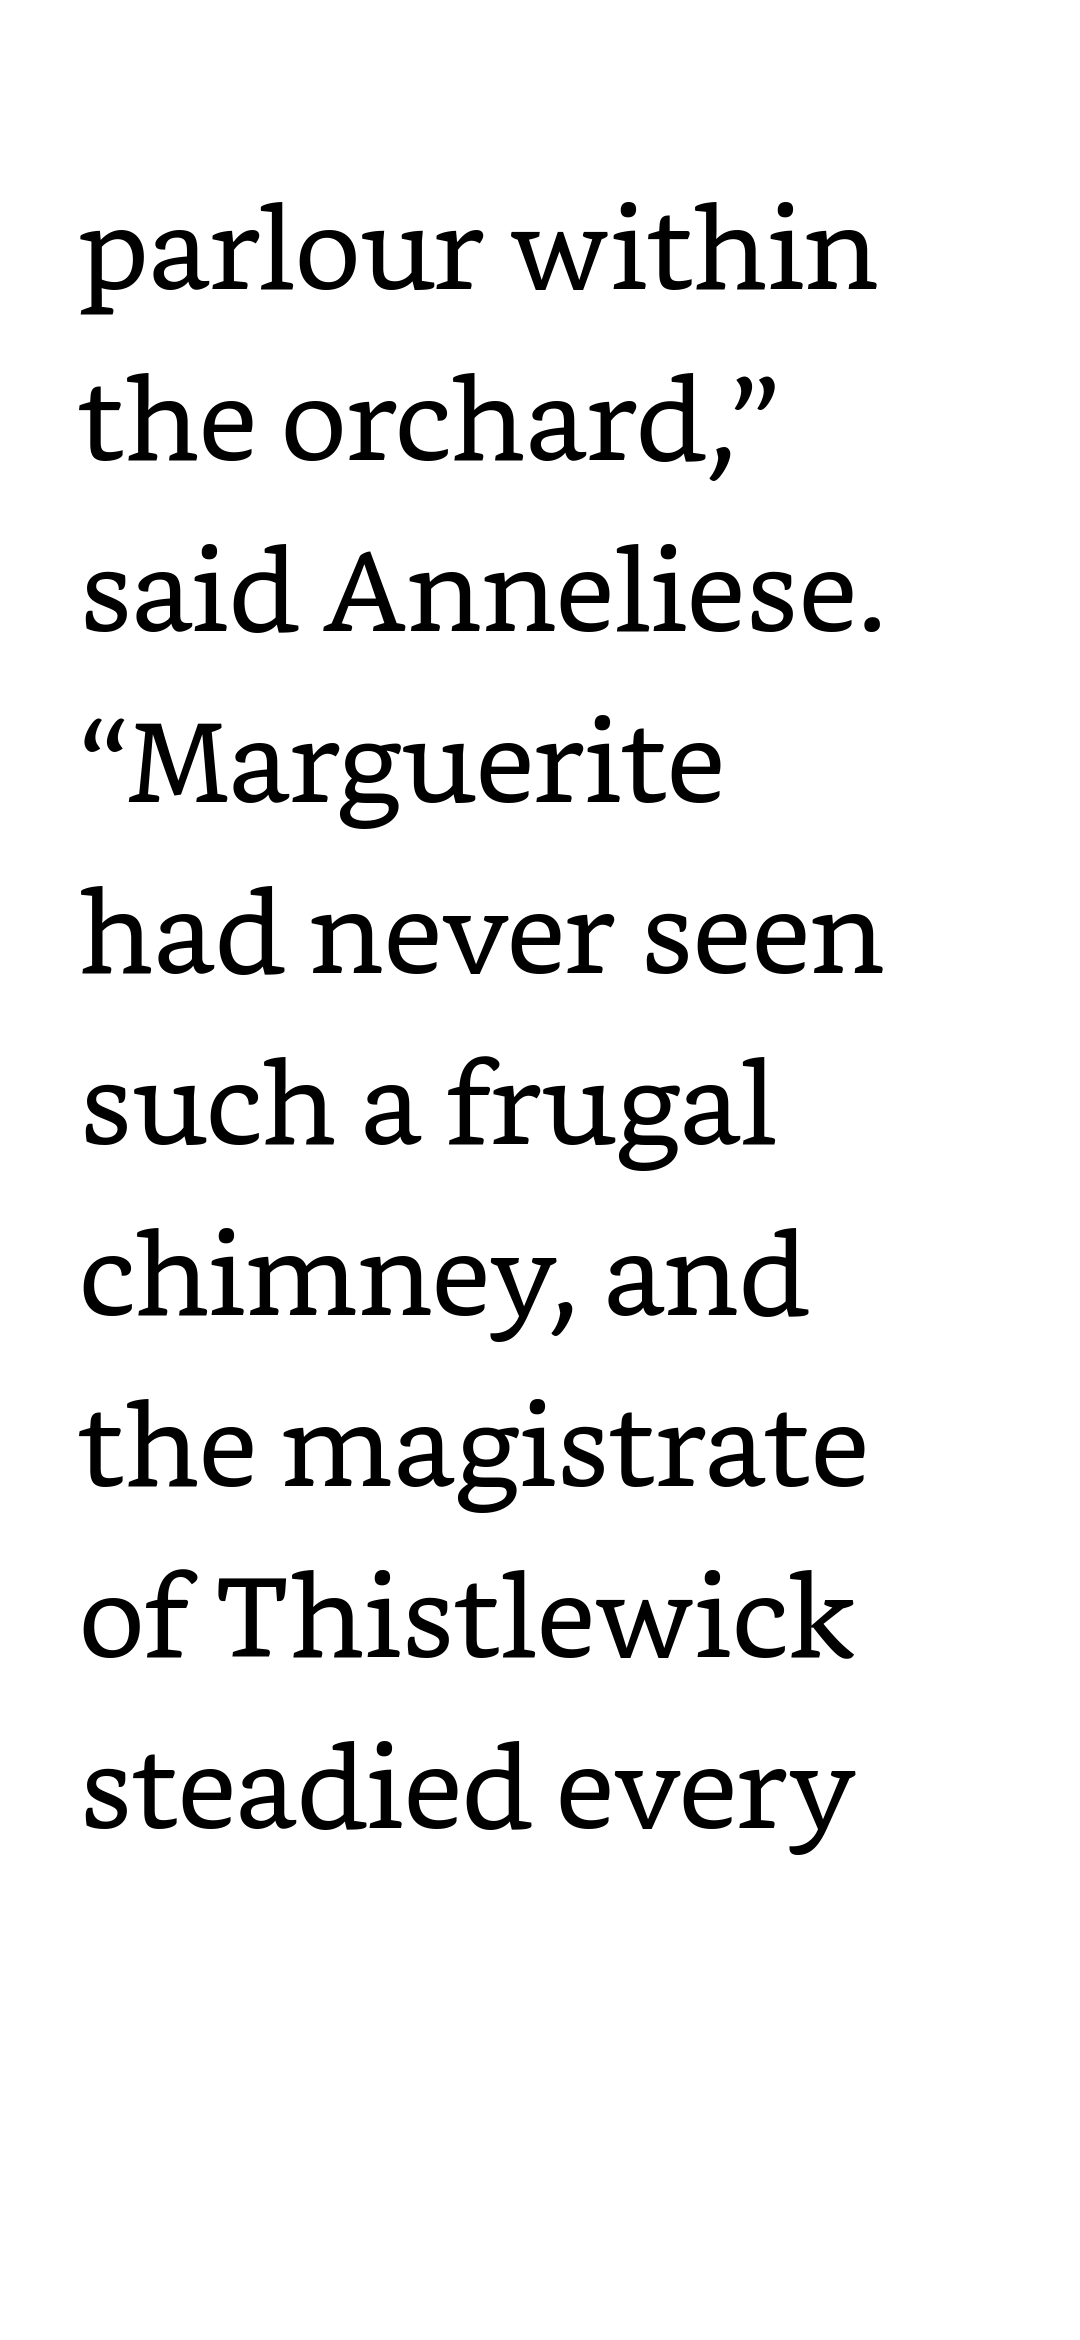 parlour within
the orchard,”
said Anneliese.
“Marguerite
had never seen
such a frugal
chimney, and
the magistrate
of Thistlewick
steadied every